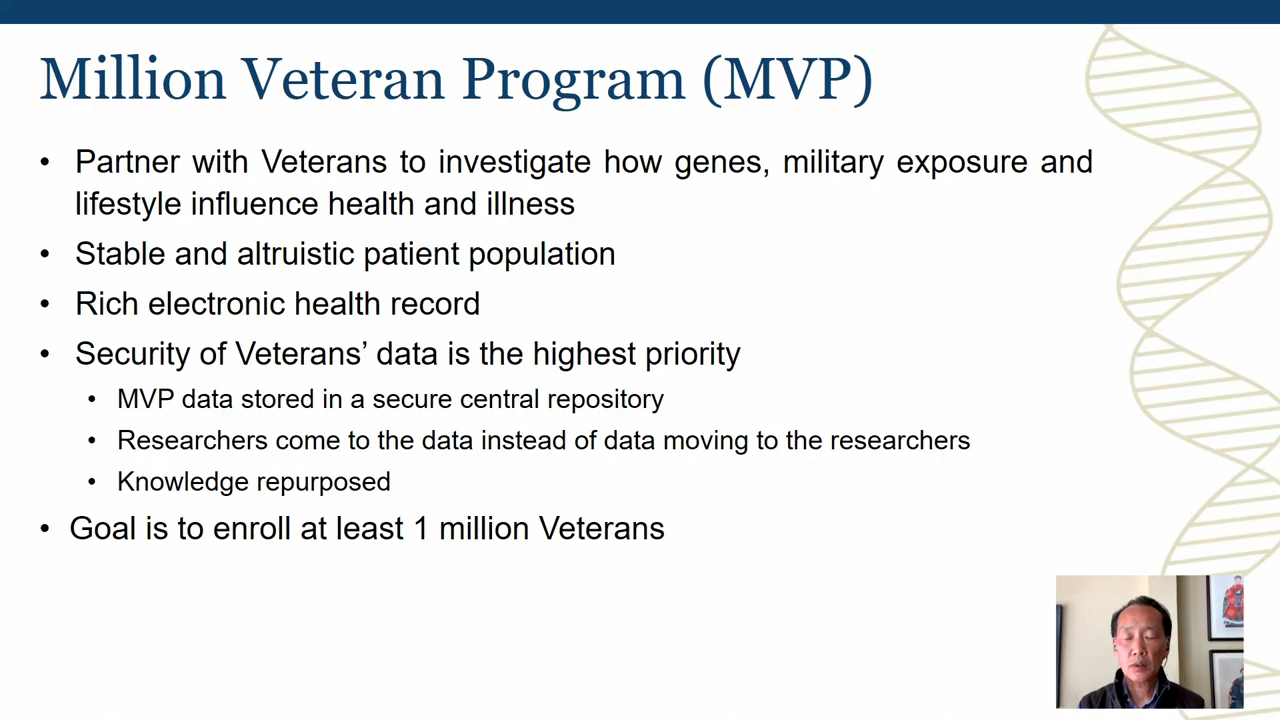 Million Veteran Program (MVP)
• Partner with Veterans to investigate how genes, military exposure and
lifestyle influence health and illness
• Stable and altruistic patient population
• Rich electronic health record
• Security of Veterans’ data is the highest priority
• MVP data stored in a secure central repository
• Researchers come to the data instead of data moving to the researchers
• Knowledge repurposed
• Goal is to enroll at least 1 million Veterans